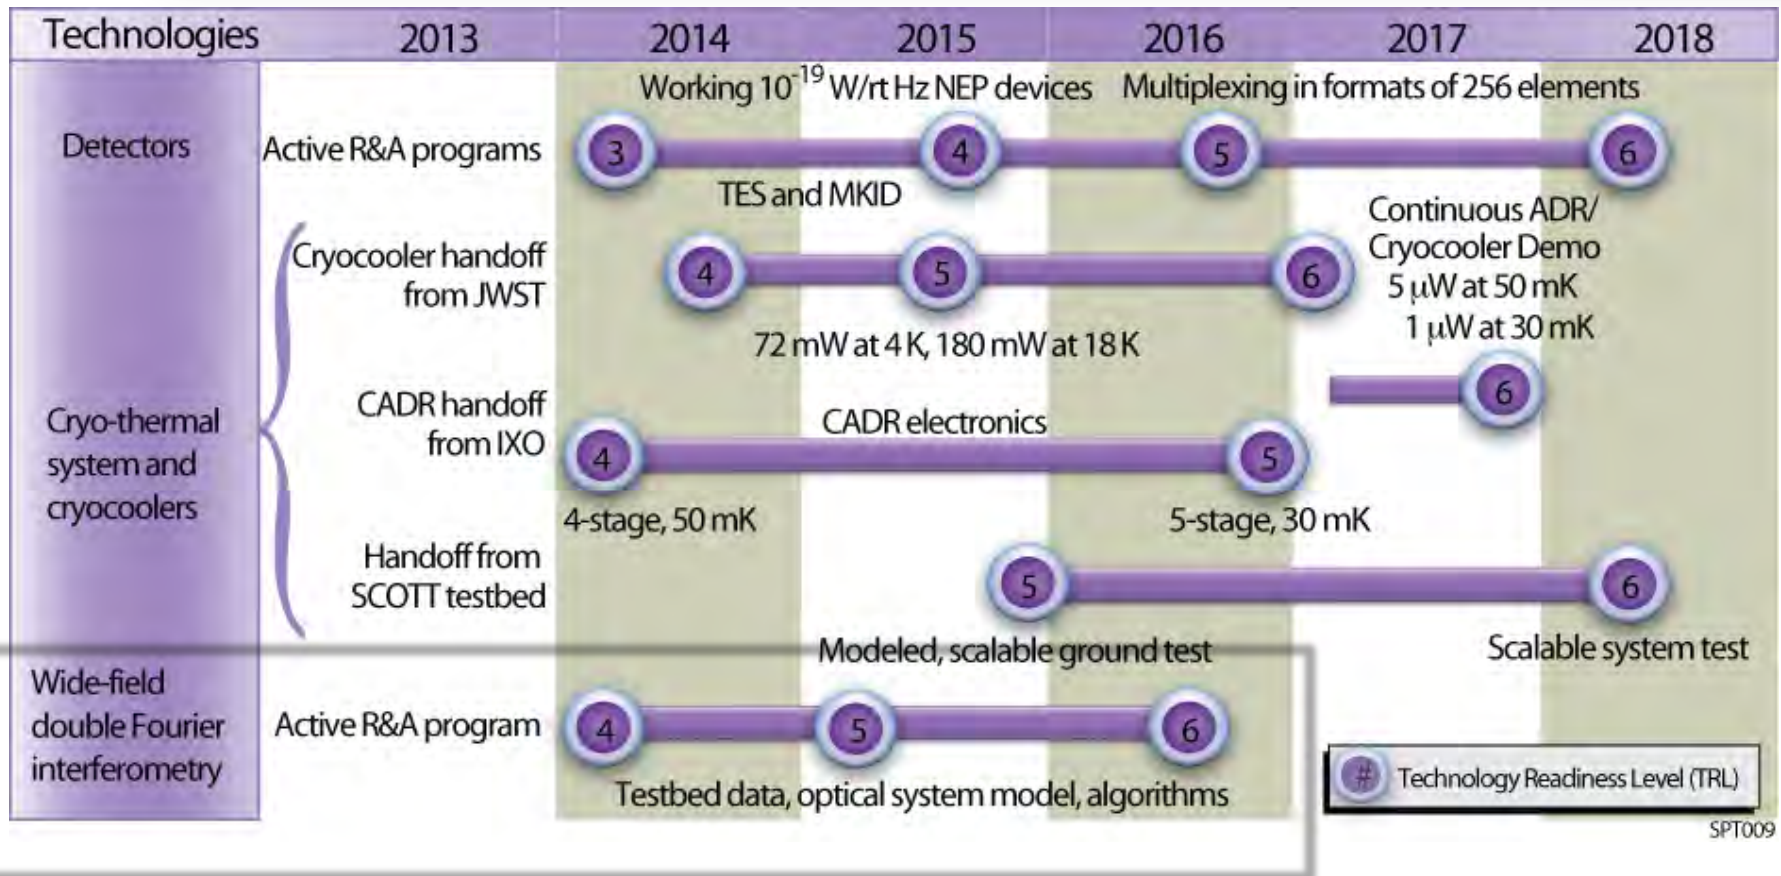 Technologies 2013 2014 2015 2016 2017 2018
Working 10⁻¹⁹ W/rt Hz NEP devices Multiplexing in formats of 256 elements
Detectors Active R&A programs 3 4 5 6
TES and MKID
Continuous ADR/
Cryocooler Demo
5 µW at 50 mK
1 µW at 30 mK
6
Cryo-thermal
system and
cryocoolers
Cryocooler handoff
from JWST
4 5 6
72 mW at 4 K, 180 mW at 18 K
CADR handoff
from IXO
CADR electronics
4 5
4-stage, 50 mK 5-stage, 30 mK
Handoff from
SCOTT testbed
5 6
Modeled, scalable ground test Scalable system test
Wide-field
double Fourier
interferometry
Active R&A program 4 5 6
Testbed data, optical system model, algorithms
# Technology Readiness Level (TRL)
SPT009